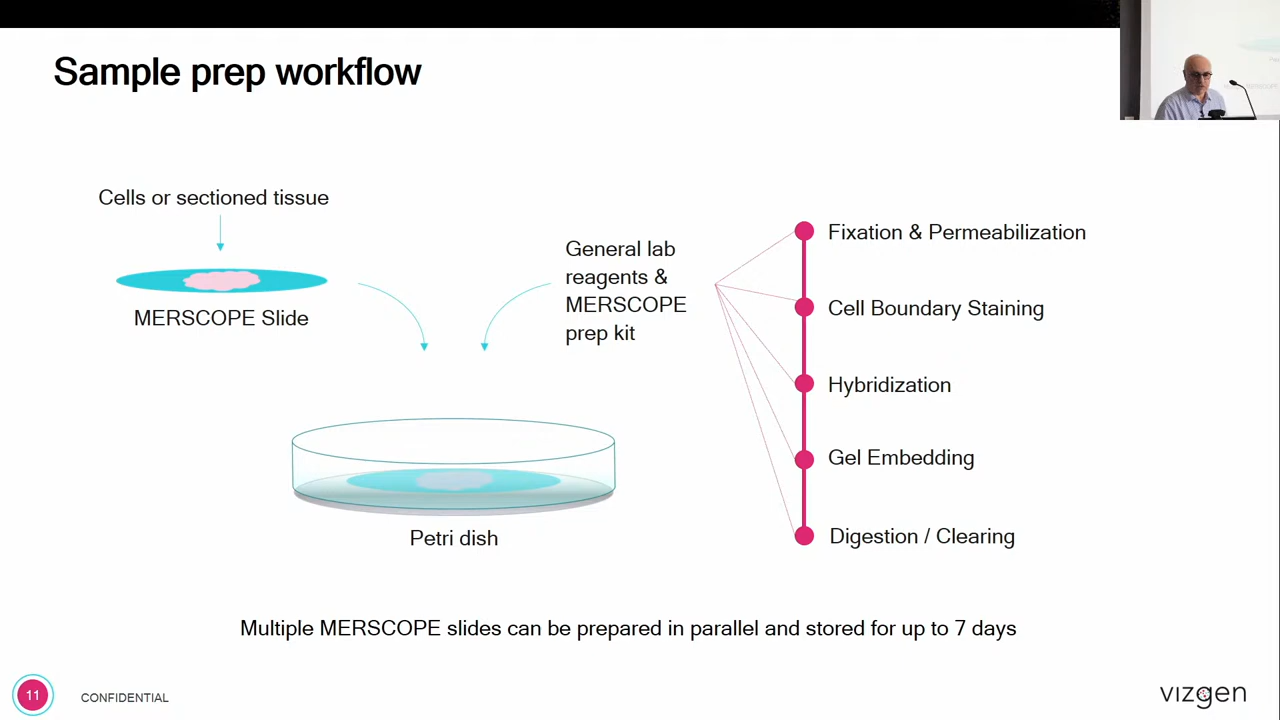 Sample prep workflow
Cells or sectioned tissue
MERSCOPE Slide
General lab
reagents &
MERSCOPE
prep kit
Petri dish
Fixation & Permeabilization
Cell Boundary Staining
Hybridization
Gel Embedding
Digestion / Clearing
Multiple MERSCOPE slides can be prepared in parallel and stored for up to 7 days
11
CONFIDENTIAL
vizgen